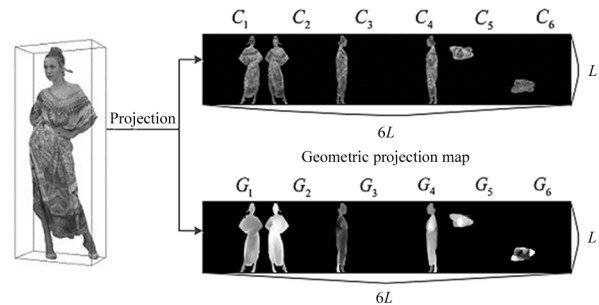 C1 C2 C3 C4 C5 C6
L
6L
Projection
Geometric projection map
G1 G2 G3 G4 G5 G6
L
6L